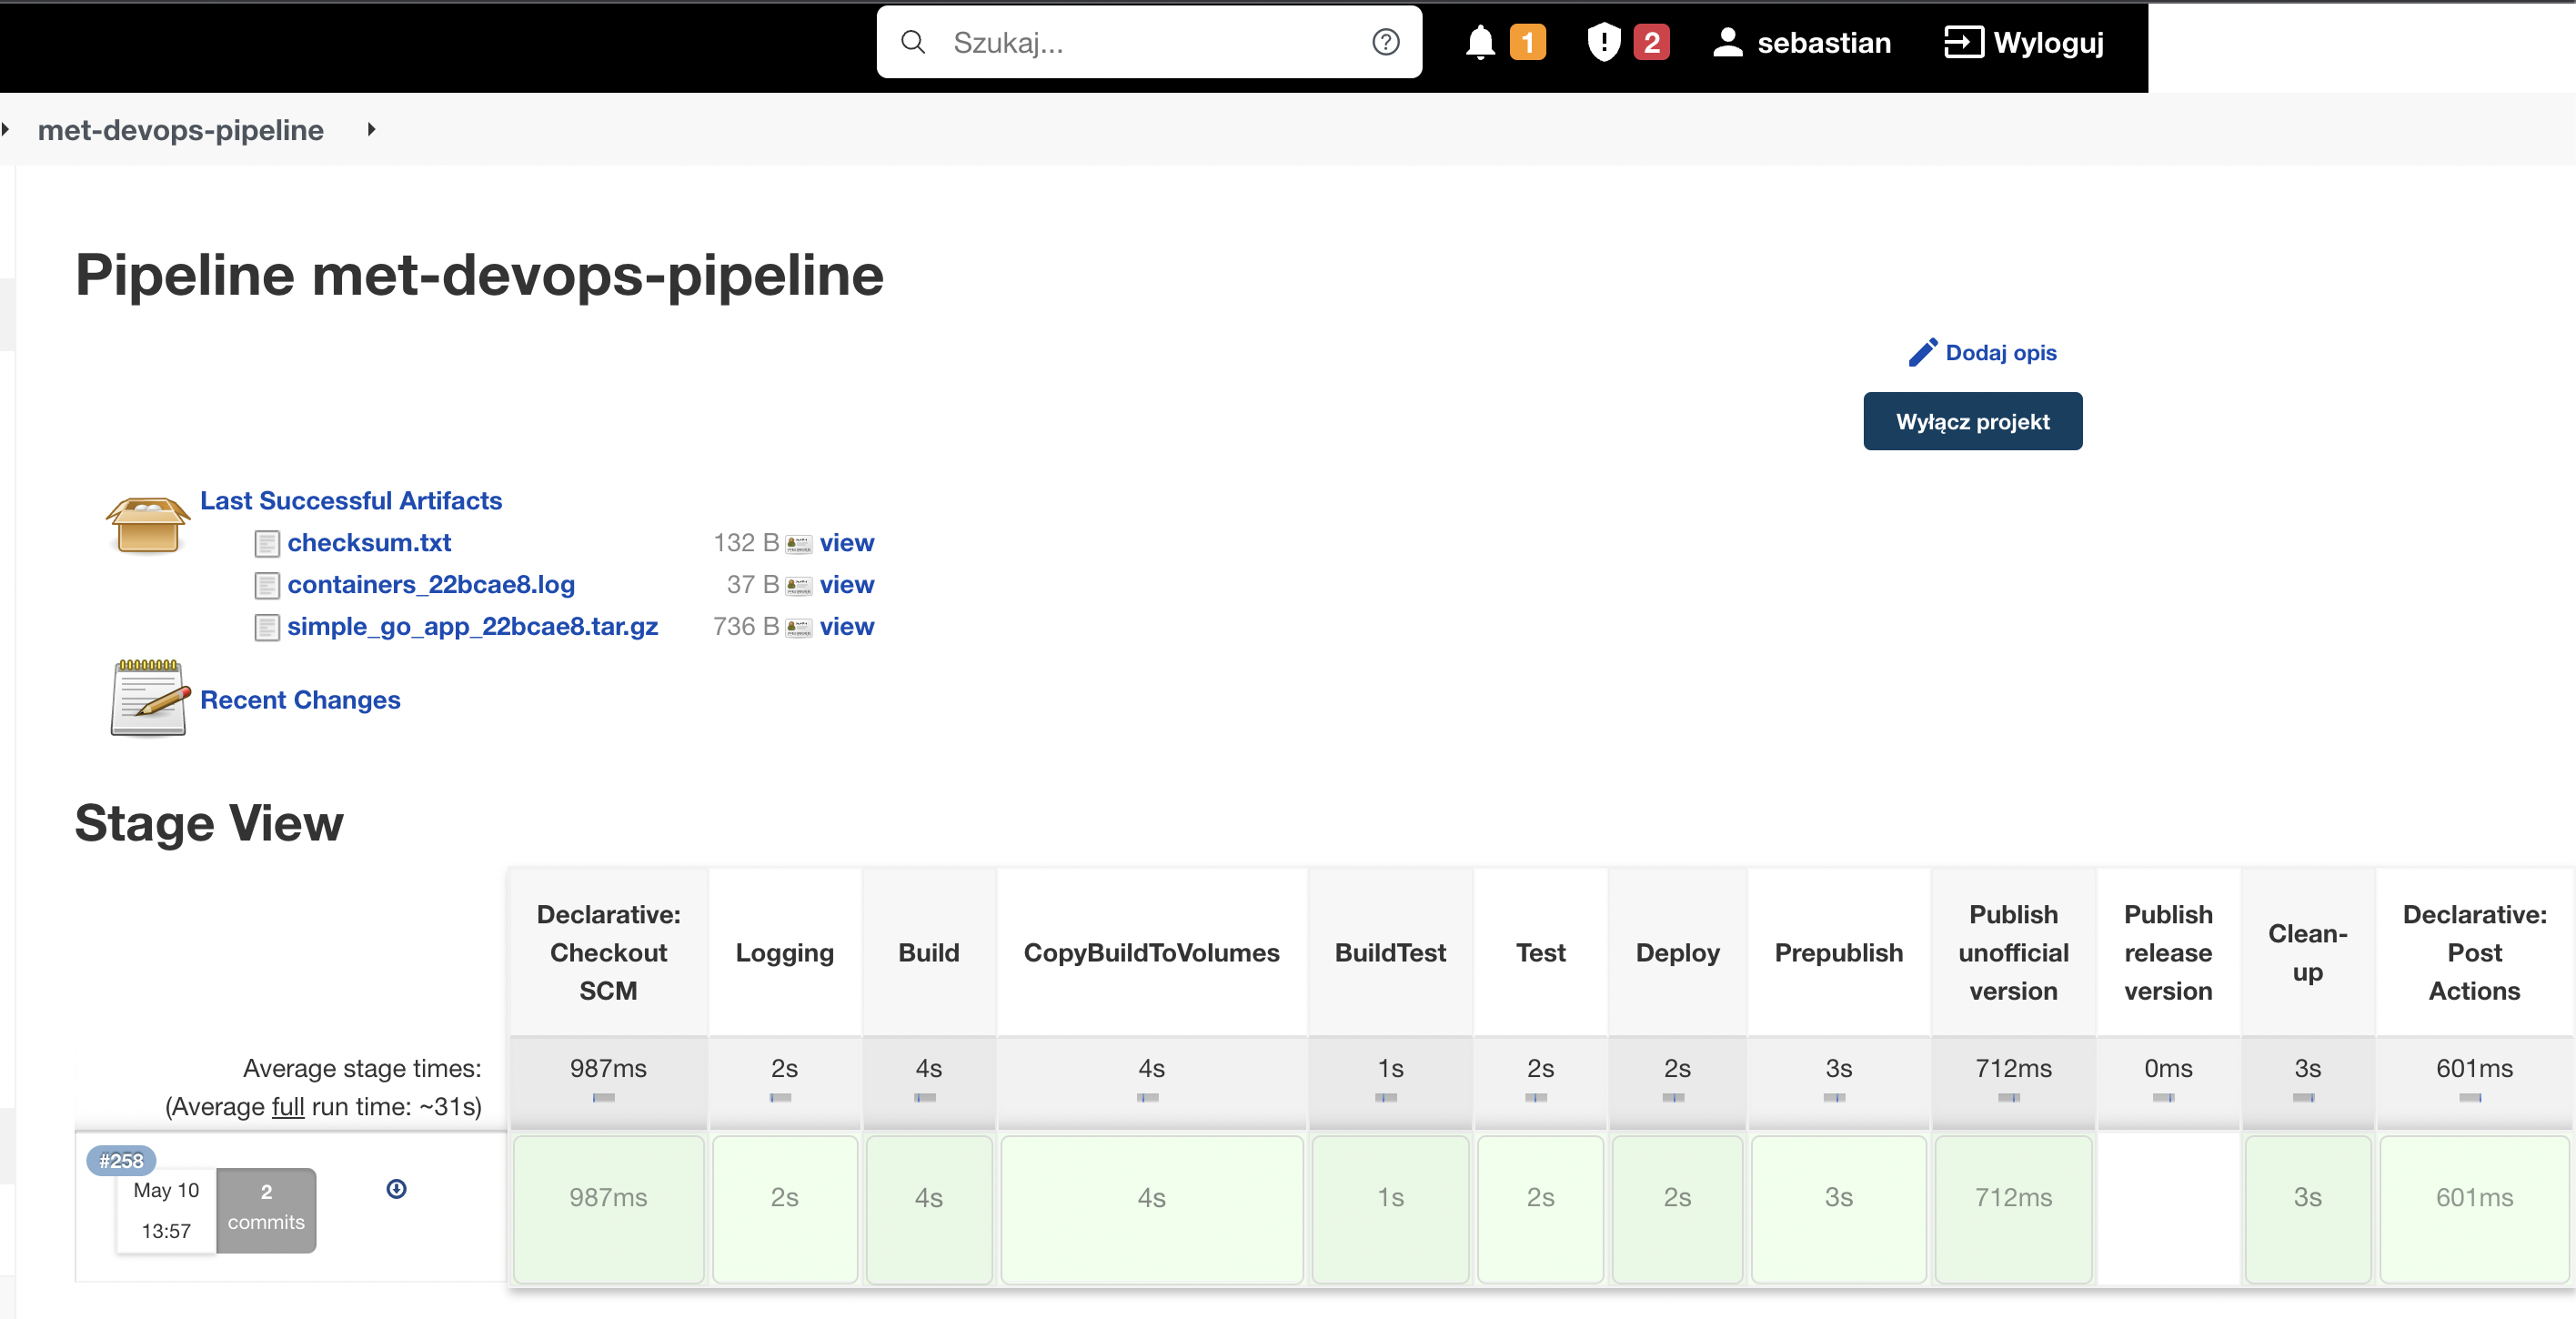 Szukaj...
1
2
sebastian
Wyloguj
met-devops-pipeline
Pipeline met-devops-pipeline
Dodaj opis
Wyłącz projekt
Last Successful Artifacts
checksum.txt 132 B view
containers_22bcae8.log 37 B view
simple_go_app_22bcae8.tar.gz 736 B view
Recent Changes
Stage View
Declarative:
Checkout
SCM
Logging
Build
CopyBuildToVolumes
BuildTest
Test
Deploy
Prepublish
Publish
unofficial
version
Publish
release
version
Clean-
up
Declarative:
Post
Actions
Average stage times:
(Average full run time: ~31s)
987ms 2s 4s 4s 1s 2s 2s 3s 712ms 0ms 3s 601ms
#258
May 10
13:57
2
commits
987ms 2s 4s 4s 1s 2s 2s 3s 712ms 3s 601ms